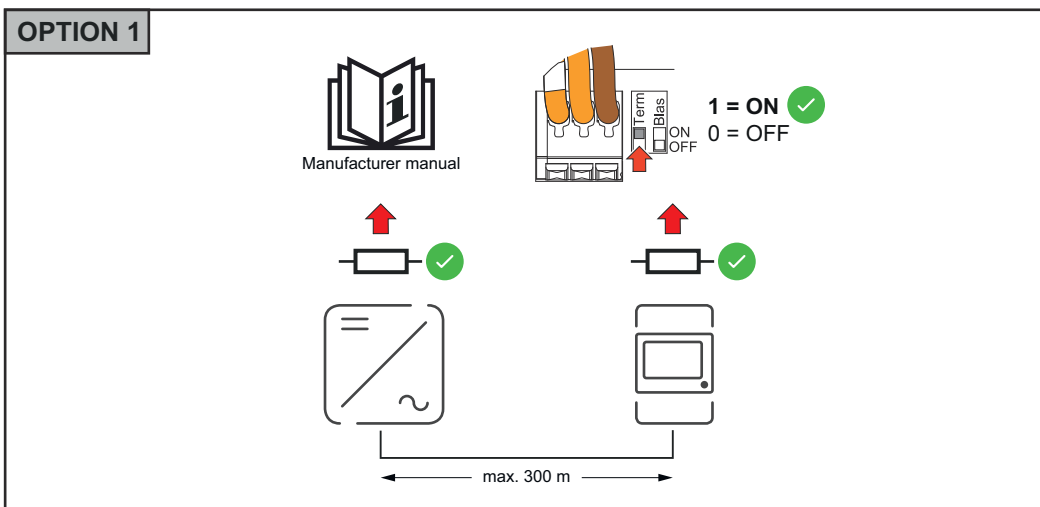 OPTION 1
Manufacturer manual
Term
Bias
ON
OFF
1 = ON
0 = OFF
max. 300 m